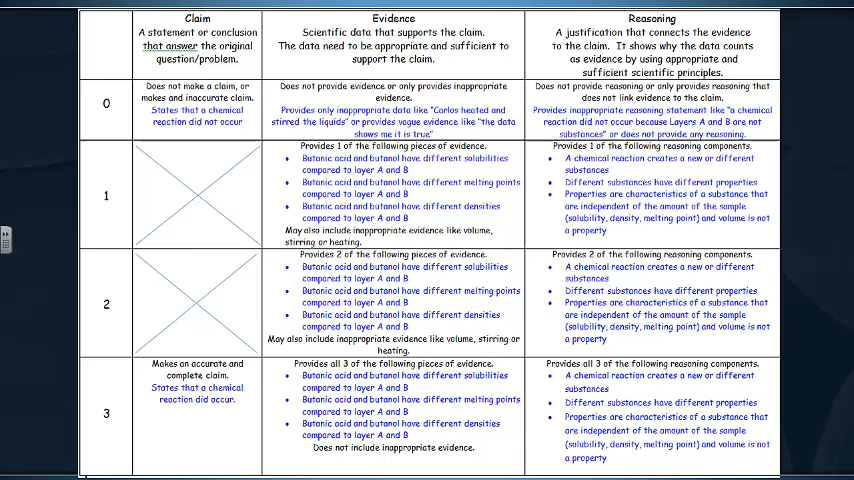 Claim
A statement or conclusion
that answer the original
question/problem.
Evidence
Scientific data that supports the claim.
The data need to be appropriate and sufficient to
support the claim.
Reasoning
A justification that connects the evidence
to the claim. It shows why the data counts
as evidence by using appropriate and
sufficient scientific principles.
0
Does not make a claim, or
makes and inaccurate claim.
States that a chemical
reaction did not occur
Does not provide evidence or only provides inappropriate
evidence.
Provides only inappropriate data like "Carlos heated and
stirred the liquids" or provides vague evidence like "the data
shows me it is true"
Does not provide reasoning or only provides reasoning that
does not link evidence to the claim.
Provides inappropriate reasoning statement like "a chemical
reaction did not occur because Layers A and B are not
substances" or does not provide any reasoning.
1
Provides 1 of the following pieces of evidence.
• Butanic acid and butanol have different solubilities
compared to layer A and B
• Butanic acid and butanol have different melting points
compared to layer A and B
• Butanic acid and butanol have different densities
compared to layer A and B
May also include inappropriate evidence like volume,
stirring or heating.
Provides 1 of the following reasoning components.
• A chemical reaction creates a new or different
substances
• Different substances have different properties
• Properties are characteristics of a substance that
are independent of the amount of the sample
(solubility, density, melting point) and volume is not
a property
2
Provides 2 of the following pieces of evidence.
• Butanic acid and butanol have different solubilities
compared to layer A and B
• Butanic acid and butanol have different melting points
compared to layer A and B
• Butanic acid and butanol have different densities
compared to layer A and B
May also include inappropriate evidence like volume, stirring or
heating.
Provides 2 of the following reasoning components.
• A chemical reaction creates a new or different
substances
• Different substances have different properties
• Properties are characteristics of a substance that
are independent of the amount of the sample
(solubility, density, melting point) and volume is not
a property
3
Makes an accurate and
complete claim.
States that a chemical
reaction did occur.
Provides all 3 of the following pieces of evidence.
• Butanic acid and butanol have different solubilities
compared to layer A and B
• Butanic acid and butanol have different melting points
compared to layer A and B
• Butanic acid and butanol have different densities
compared to layer A and B
Does not include inappropriate evidence.
Provides all 3 of the following reasoning components.
• A chemical reaction creates a new or different
substances
• Different substances have different properties
• Properties are characteristics of a substance that
are independent of the amount of the sample
(solubility, density, melting point) and volume is not
a property